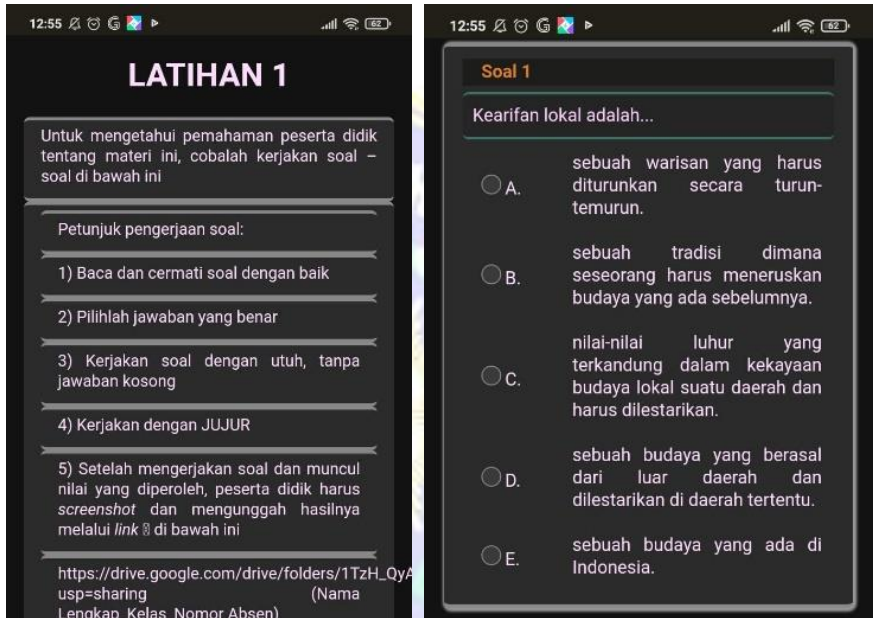 12:55
62
LATIHAN 1
Untuk mengetahui pemahaman peserta didik
tentang materi ini, cobalah kerjakan soal –
soal di bawah ini
Petunjuk pengerjaan soal:
1) Baca dan cermati soal dengan baik
2) Pilihlah jawaban yang benar
3) Kerjakan soal dengan utuh, tanpa
jawaban kosong
4) Kerjakan dengan JUJUR
5) Setelah mengerjakan soal dan muncul
nilai yang diperoleh, peserta didik harus
screenshot dan mengunggah hasilnya
melalui link di bawah ini
https://drive.google.com/drive/folders/1TzH_QyA
usp=sharing (Nama
Lengkap_Kelas_Nomor Absen)
12:55
62
Soal 1
Kearifan lokal adalah...
A. sebuah warisan yang harus
diturunkan secara turun-
temurun.
B. sebuah tradisi dimana
seseorang harus meneruskan
budaya yang ada sebelumnya.
C. nilai-nilai luhur yang
terkandung dalam kekayaan
budaya lokal suatu daerah dan
harus dilestarikan.
D. sebuah budaya yang berasal
dari luar daerah dan
dilestarikan di daerah tertentu.
E. sebuah budaya yang ada di
Indonesia.